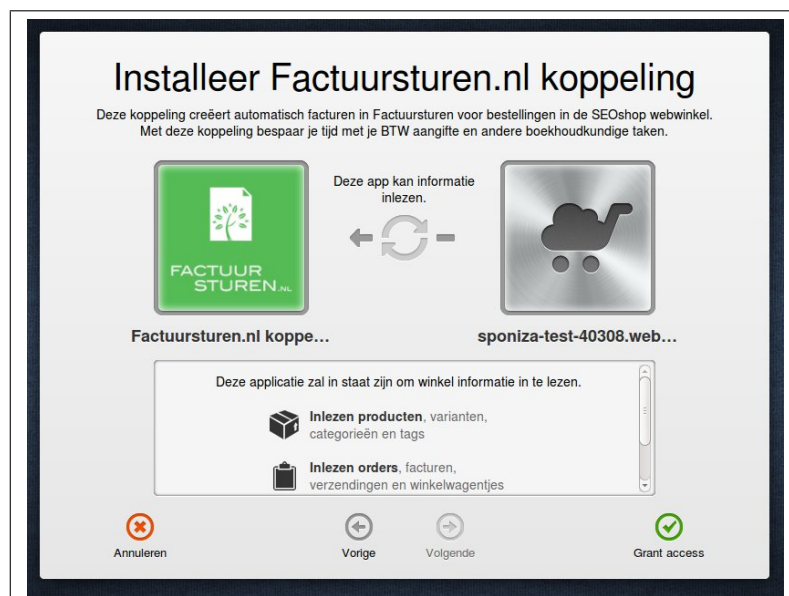 Installeer Factuursturen.nl koppeling
Deze koppeling creëert automatisch facturen in Factuursturen voor bestellingen in de SEOshop webwinkel.
Met deze koppeling bespaar je tijd met je BTW aangifte en andere boekhoudkundige taken.
Deze app kan informatie
inlezen.
FACTUUR
STUREN.NL
Factuursturen.nl koppe...
sponiza-test-40308.web...
Deze applicatie zal in staat zijn om winkel informatie in te lezen.
Inlezen producten, varianten,
categorieën en tags
Inlezen orders, facturen,
verzendingen en winkelwagentjes
Annuleren
Vorige
Volgende
Grant access